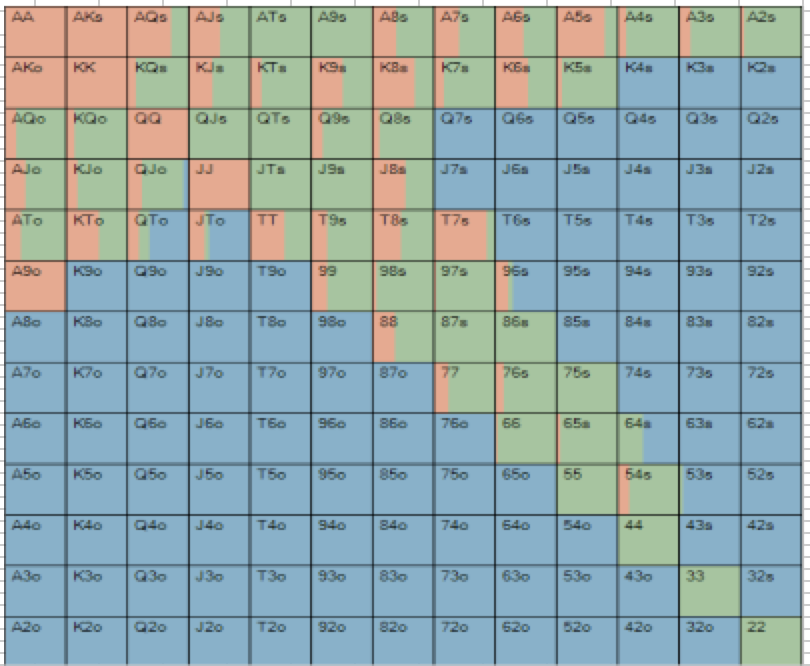 AA AKs AQs AJs ATs A9s A8s A7s A6s A5s A4s A3s A2s
AKo KK KQs KJs KTs K9s K8s K7s K6s K5s K4s K3s K2s
AQo KQo QQ QJs QTs Q9s Q8s Q7s Q6s Q5s Q4s Q3s Q2s
AJo KJo QJo JJ JTs J9s J8s J7s J6s J5s J4s J3s J2s
ATo KTo QTo JTo TT T9s T8s T7s T6s T5s T4s T3s T2s
A9o K9o Q9o J9o T9o 99 98s 97s 96s 95s 94s 93s 92s
A8o K8o Q8o J8o T8o 98o 88 87s 86s 85s 84s 83s 82s
A7o K7o Q7o J7o T7o 97o 87o 77 76s 75s 74s 73s 72s
A6o K6o Q6o J6o T6o 96o 86o 76o 66 65s 64s 63s 62s
A5o K5o Q5o J5o T5o 95o 85o 75o 65o 55 54s 53s 52s
A4o K4o Q4o J4o T4o 94o 84o 74o 64o 54o 44 43s 42s
A3o K3o Q3o J3o T3o 93o 83o 73o 63o 53o 43o 33 32s
A2o K2o Q2o J2o T2o 92o 82o 72o 62o 52o 42o 32o 22